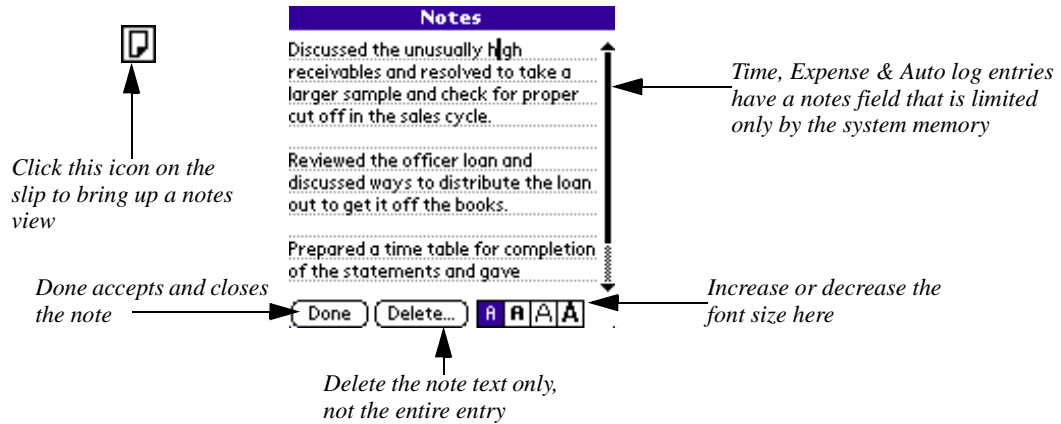 Notes
Discussed the unusually high
receivables and resolved to take a
larger sample and check for proper
cut off in the sales cycle.
Reviewed the officer loan and
discussed ways to distribute the loan
out to get it off the books.
Prepared a time table for completion
of the statements and gave
Done Delete... A A A A
Click this icon on the
slip to bring up a notes
view
Time, Expense & Auto log entries
have a notes field that is limited
only by the system memory
Done accepts and closes
the note
Increase or decrease the
font size here
Delete the note text only,
not the entire entry